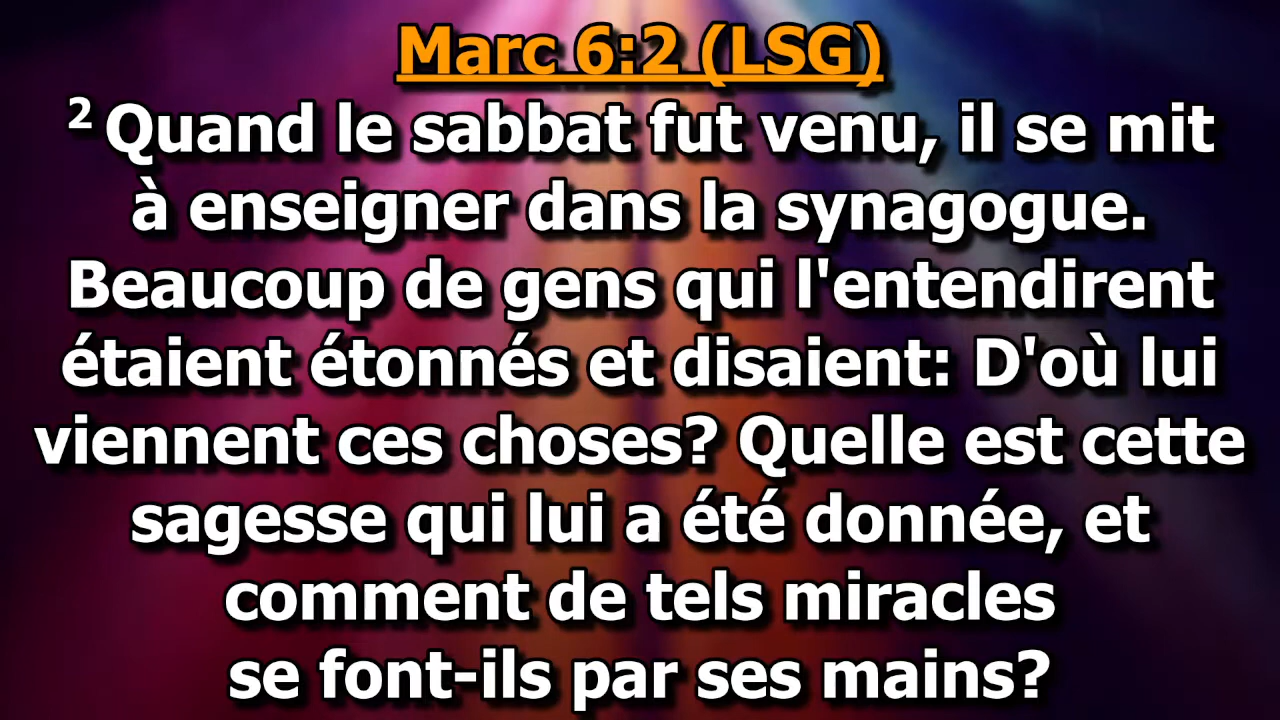 Marc 6:2 (LSG)
² Quand le sabbat fut venu, il se mit
à enseigner dans la synagogue.
Beaucoup de gens qui l'entendirent
étaient étonnés et disaient: D'où lui
viennent ces choses? Quelle est cette
sagesse qui lui a été donnée, et
comment de tels miracles
se font-ils par ses mains?